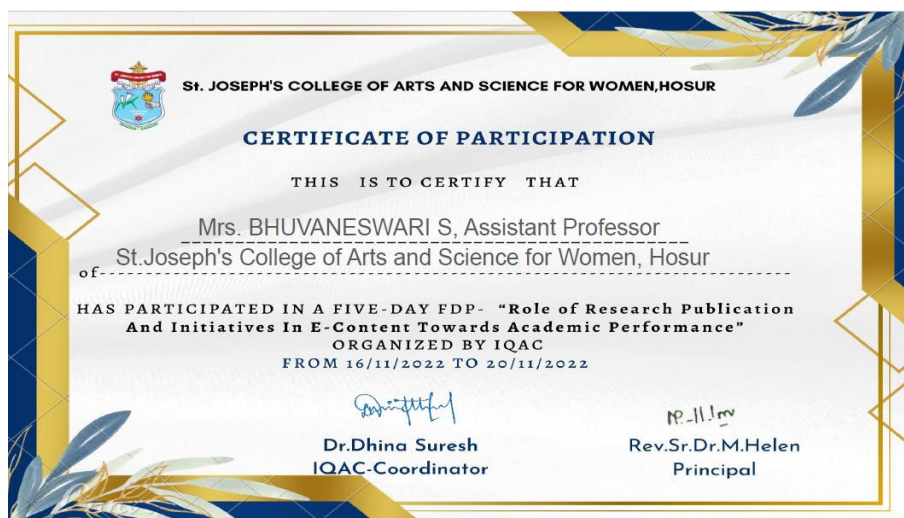 St. JOSEPH'S COLLEGE OF ARTS AND SCIENCE FOR WOMEN,HOSUR
CERTIFICATE OF PARTICIPATION
THIS IS TO CERTIFY THAT
Mrs. BHUVANESWARI S, Assistant Professor
of St.Joseph's College of Arts and Science for Women, Hosur
HAS PARTICIPATED IN A FIVE-DAY FDP- “Role of Research Publication
And Initiatives In E-Content Towards Academic Performance”
ORGANIZED BY IQAC
FROM 16/11/2022 TO 20/11/2022
Dr.Dhina Suresh Rev.Sr.Dr.M.Helen
IQAC-Coordinator Principal